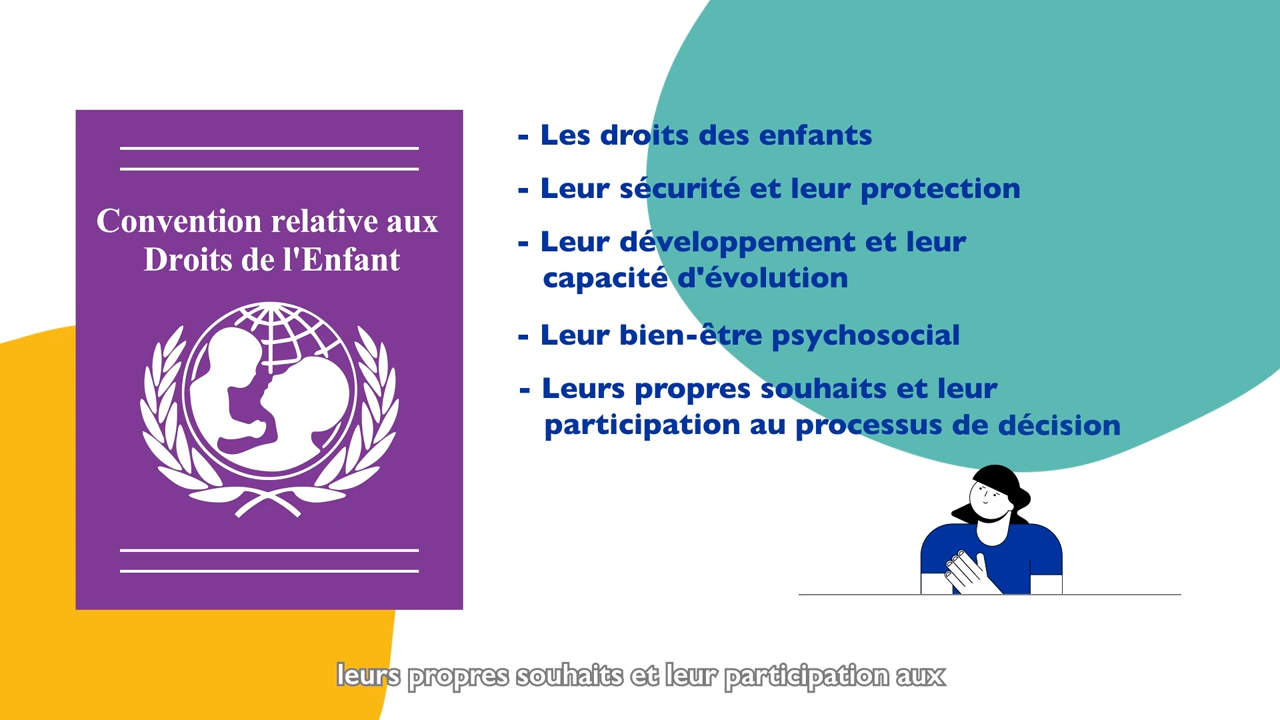 Convention relative aux
Droits de l'Enfant
- Les droits des enfants
- Leur sécurité et leur protection
- Leur développement et leur
capacité d'évolution
- Leur bien-être psychosocial
- Leurs propres souhaits et leur
participation au processus de décision
leurs propres souhaits et leur participation aux